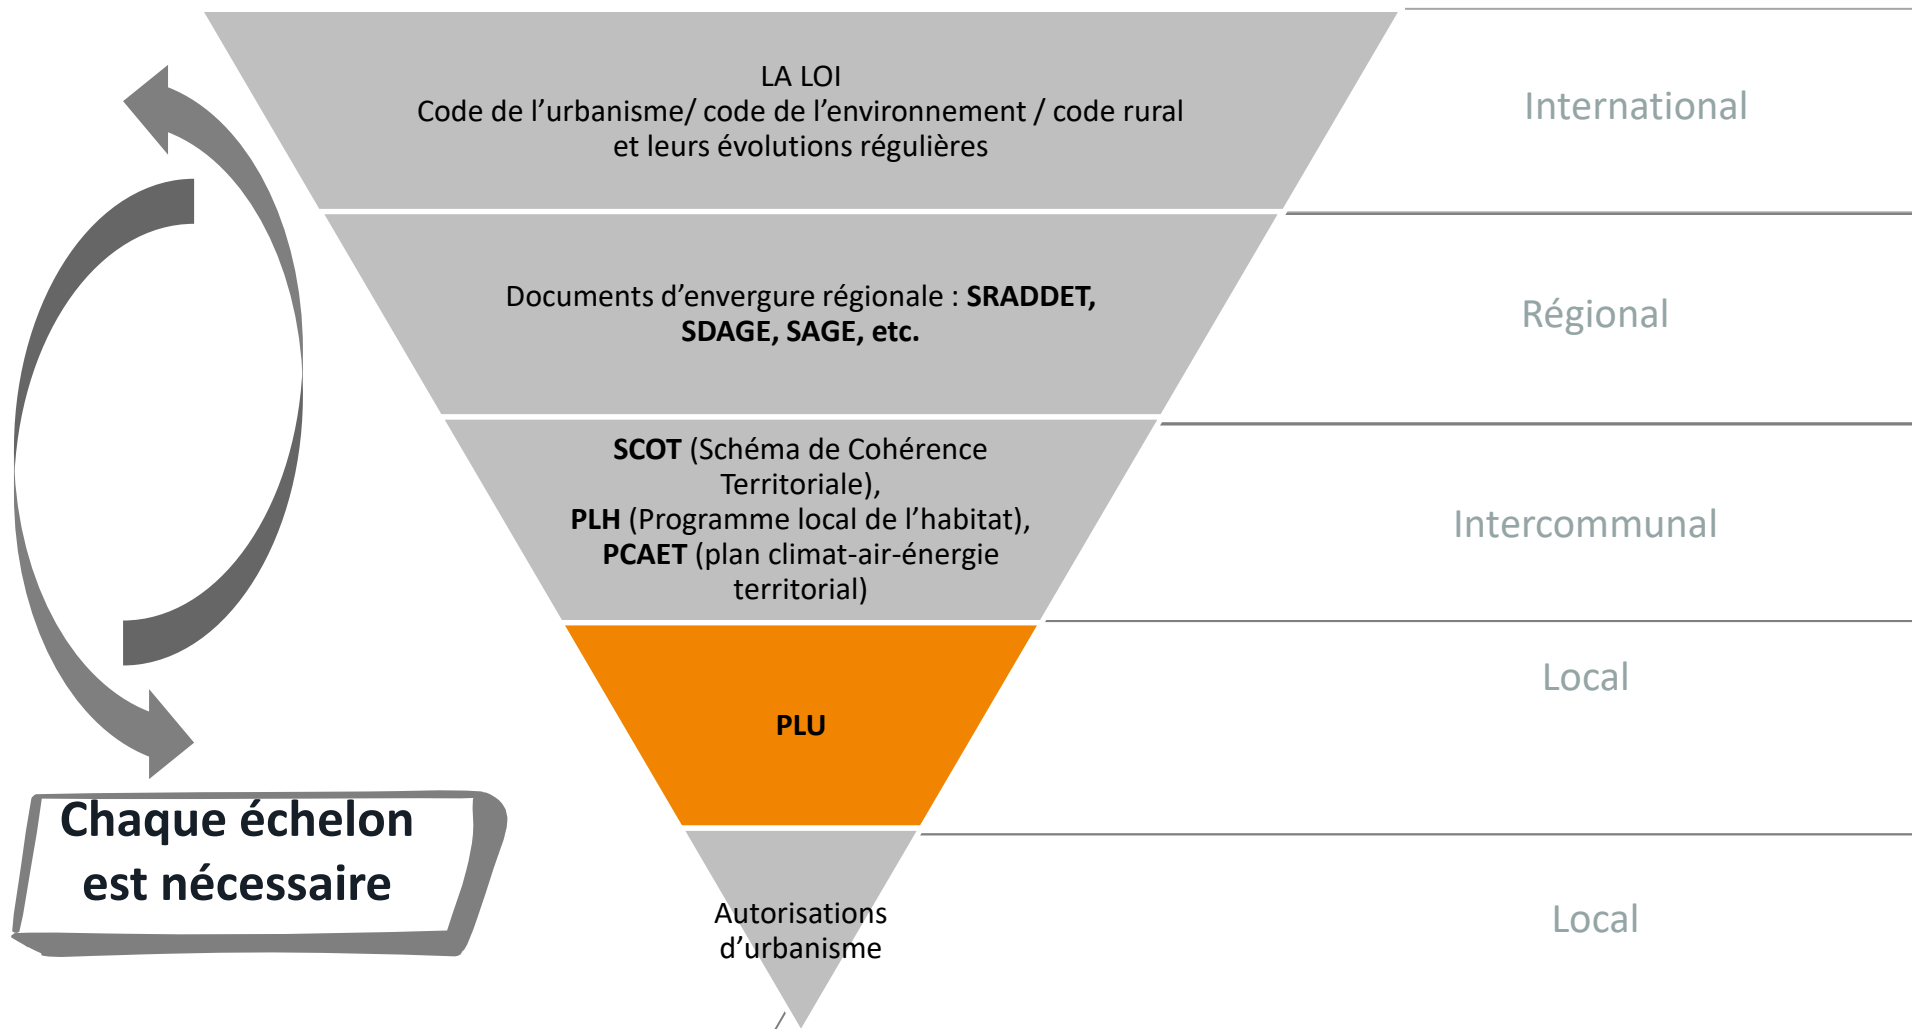 LA LOI
Code de l’urbanisme/ code de l’environnement / code rural
et leurs évolutions régulières
International
Documents d’envergure régionale : SRADDET,
SDAGE, SAGE, etc.
Régional
SCOT (Schéma de Cohérence
Territoriale),
PLH (Programme local de l’habitat),
PCAET (plan climat-air-énergie
territorial)
Intercommunal
PLU
Local
Chaque échelon
est nécessaire
Autorisations
d’urbanisme
Local